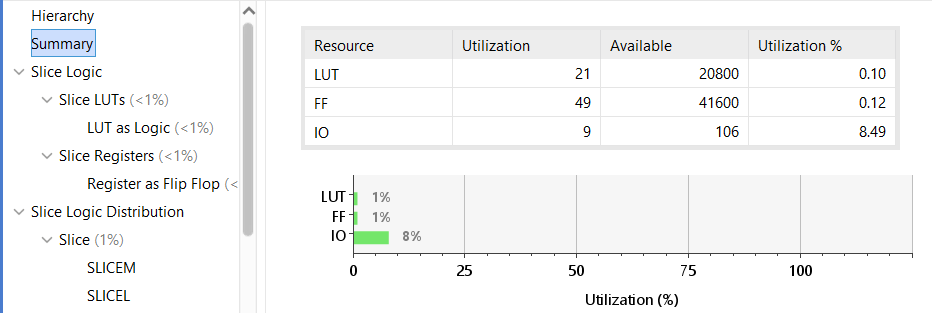 Hierarchy
Summary
Slice Logic
Slice LUTs (<1%)
LUT as Logic (<1%)
Slice Registers (<1%)
Register as Flip Flop (<
Slice Logic Distribution
Slice (1%)
SLICEM
SLICEL
Resource Utilization Available Utilization %
LUT 21 20800 0.10
FF 49 41600 0.12
IO 9 106 8.49
LUT 1%
FF 1%
IO 8%
0 25 50 75 100
Utilization (%)